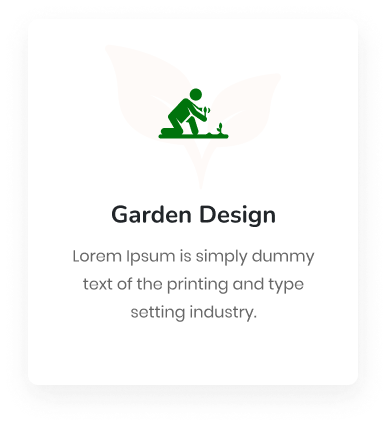 Garden Design
Lorem Ipsum is simply dummy
text of the printing and type
setting industry.